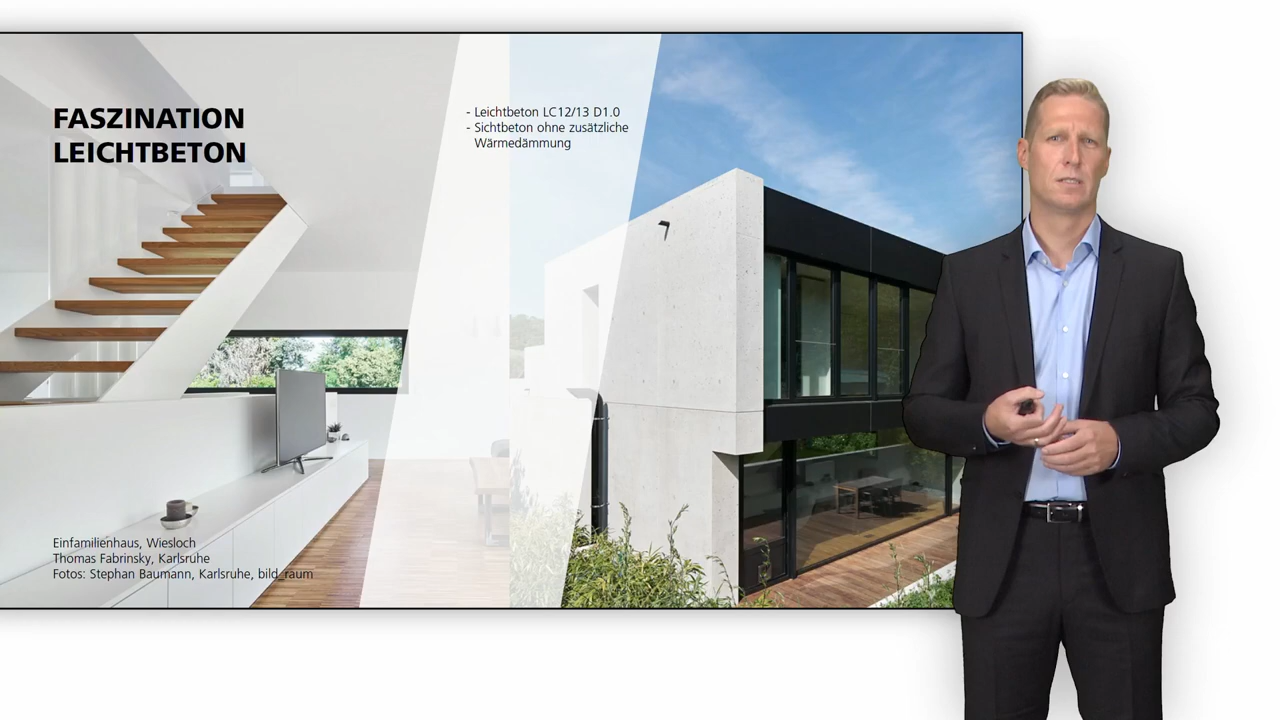 FASZINATION
LEICHTBETON
- Leichtbeton LC12/13 D1.0
- Sichtbeton ohne zusätzliche
Wärmedämmung
Einfamilienhaus, Wiesloch
Thomas Fabrinsky, Karlsruhe
Fotos: Stephan Baumann, Karlsruhe, bild_raum